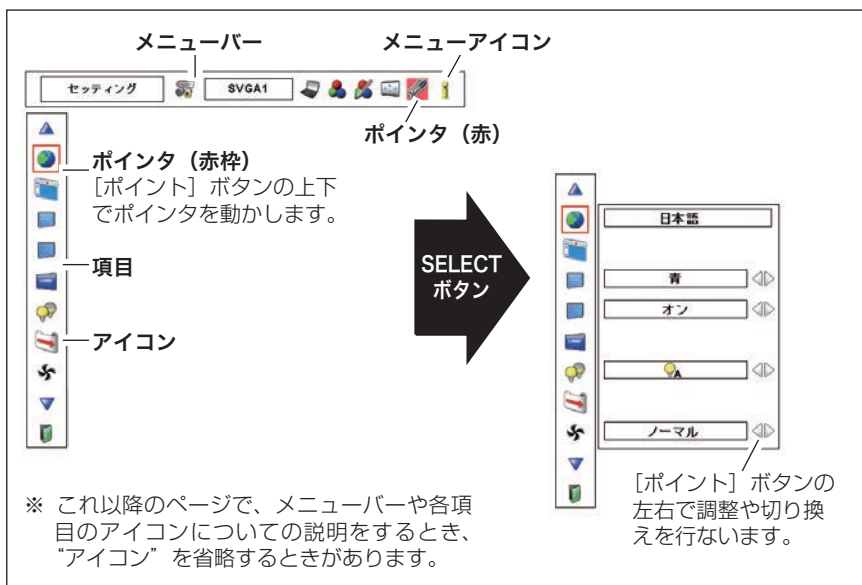 メニューバー
メニューアイコン
セッティング
SVGA1
ポインタ（赤）
ポインタ（赤枠）
［ポイント］ボタンの上下
でポインタを動かします。
項目
アイコン
SELECT
ボタン
日本語
青
オン
A
ノーマル
［ポイント］ボタンの
左右で調整や切り換
えを行ないます。
※ これ以降のページで、メニューバーや各項
目のアイコンについての説明をするとき、
“アイコン”を省略するときがあります。